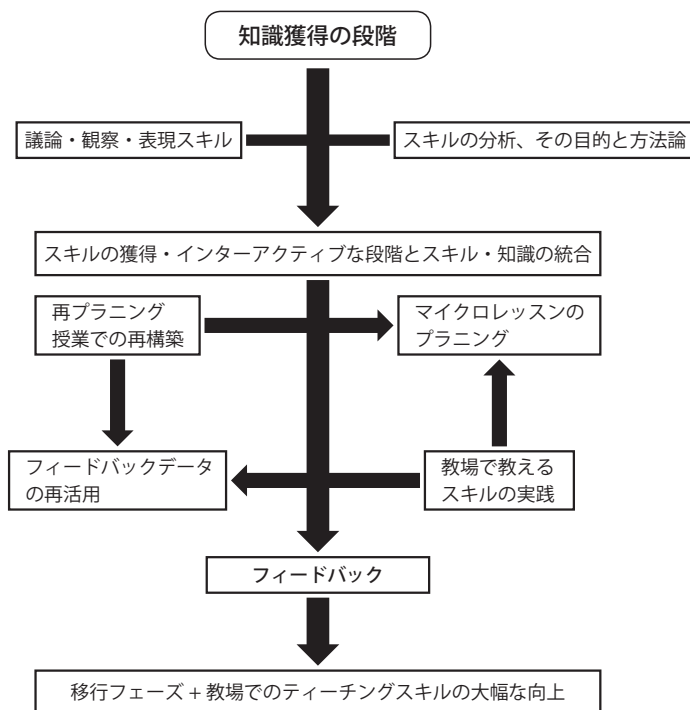 知識獲得の段階
議論・観察・表現スキル
スキルの分析、その目的と方法論
スキルの獲得・インターアクティブな段階とスキル・知識の統合
再プラニング
授業での再構築
マイクロレッスンの
プラニング
フィードバックデータ
の再活用
教場で教える
スキルの実践
フィードバック
移行フェーズ + 教場でのティーチングスキルの大幅な向上